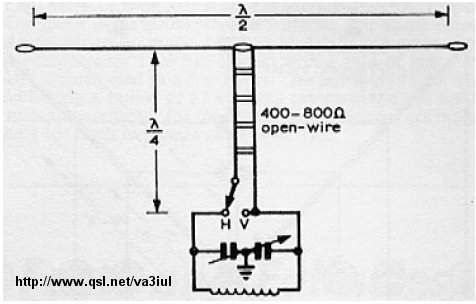 λ
2
λ
4
400-800Ω
open-wire
H V
http://www.qsl.net/va3iul